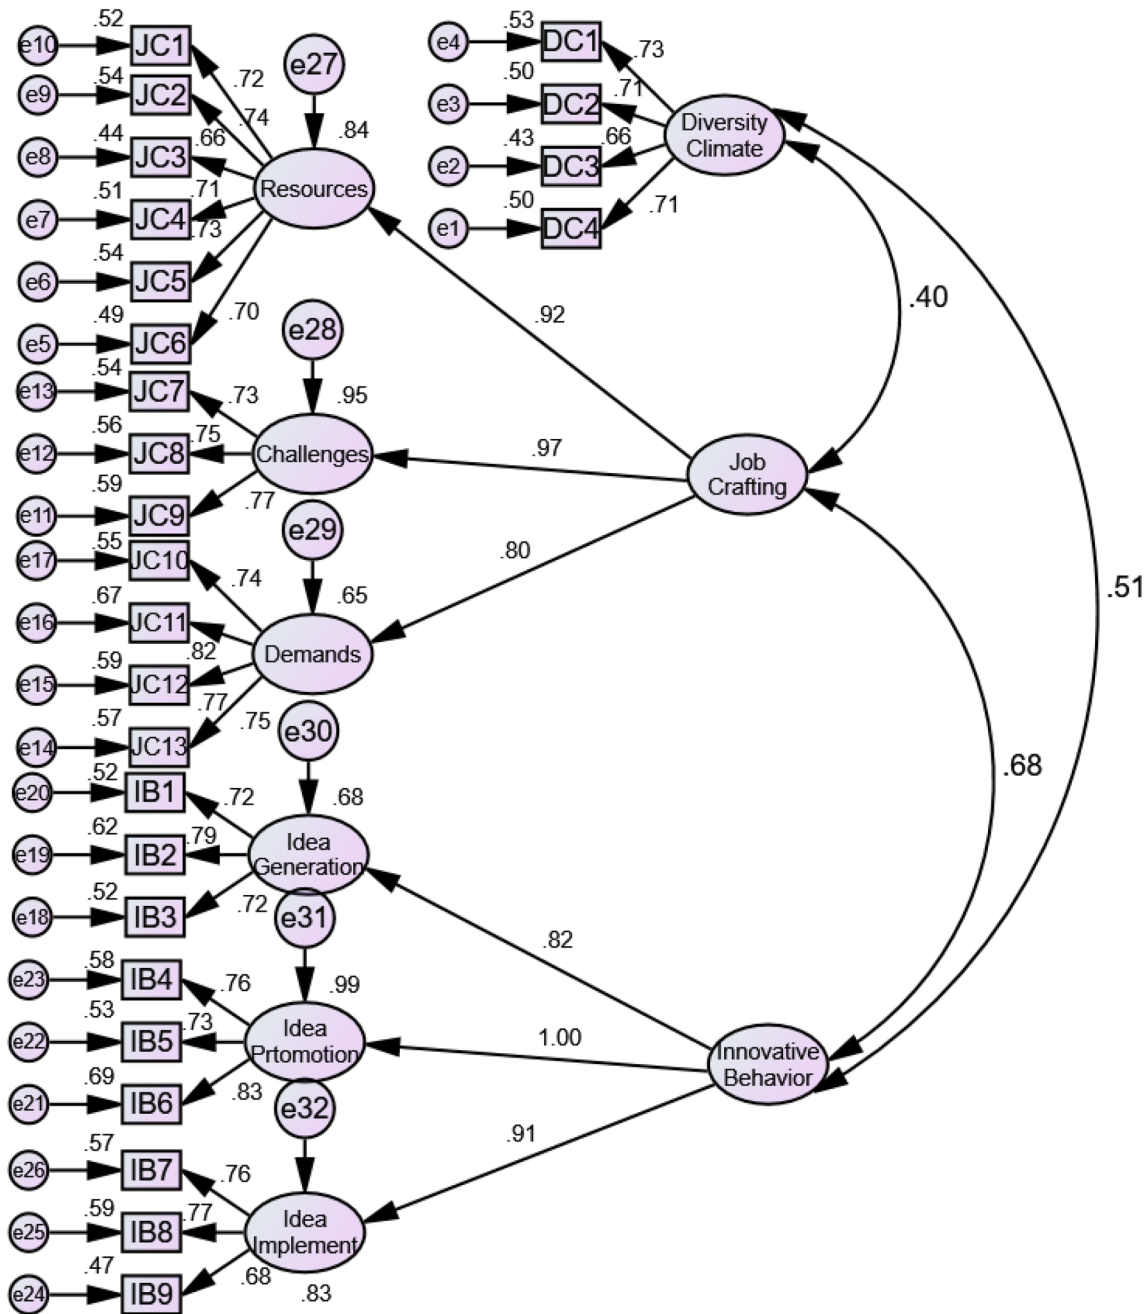 .52
e10
JC1
.72
.54
e9
JC2
.74
.44
e8
JC3
.66
.51
e7
JC4
.71
.54
e6
JC5
.73
.49
e5
JC6
.70
e27
.84
Resources
.53
e4
DC1
.73
.50
e3
DC2
.71
.43
e2
DC3
.66
.50
e1
DC4
.71
Diversity
Climate
.40
.92
.54
e13
JC7
.73
.56
e12
JC8
.75
.59
e11
JC9
.77
e28
.95
Challenges
.97
Job
Crafting
.51
.55
e17
JC10
.74
.67
e16
JC11
.82
.59
e15
JC12
.77
.57
e14
JC13
.75
e29
.65
Demands
.80
.68
.52
e20
IB1
.72
.62
e19
IB2
.79
.52
e18
IB3
.72
e30
.68
Idea
Generation
.82
.58
e23
IB4
.76
.53
e22
IB5
.73
.69
e21
IB6
.83
e31
.99
Idea
Prtomotion
1.00
Innovative
Behavior
.57
e26
IB7
.76
.59
e25
IB8
.77
.47
e24
IB9
.68
e32
Idea
Implement
.83
.91